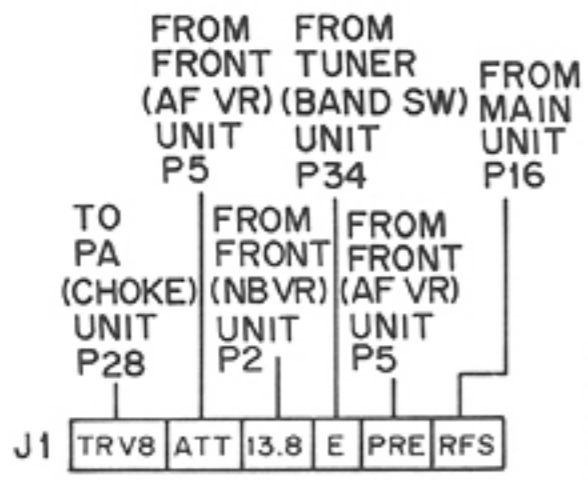 FROM
FRONT
(AF VR)
UNIT
P5
FROM
TUNER
(BAND SW)
UNIT
P34
FROM
MAIN
UNIT
P16
TO
PA
(CHOKE)
UNIT
P28
FROM
FRONT
(NB VR)
UNIT
P2
FROM
FRONT
(AF VR)
UNIT
P5
J1 TRV8 ATT 13.8 E PRE RFS